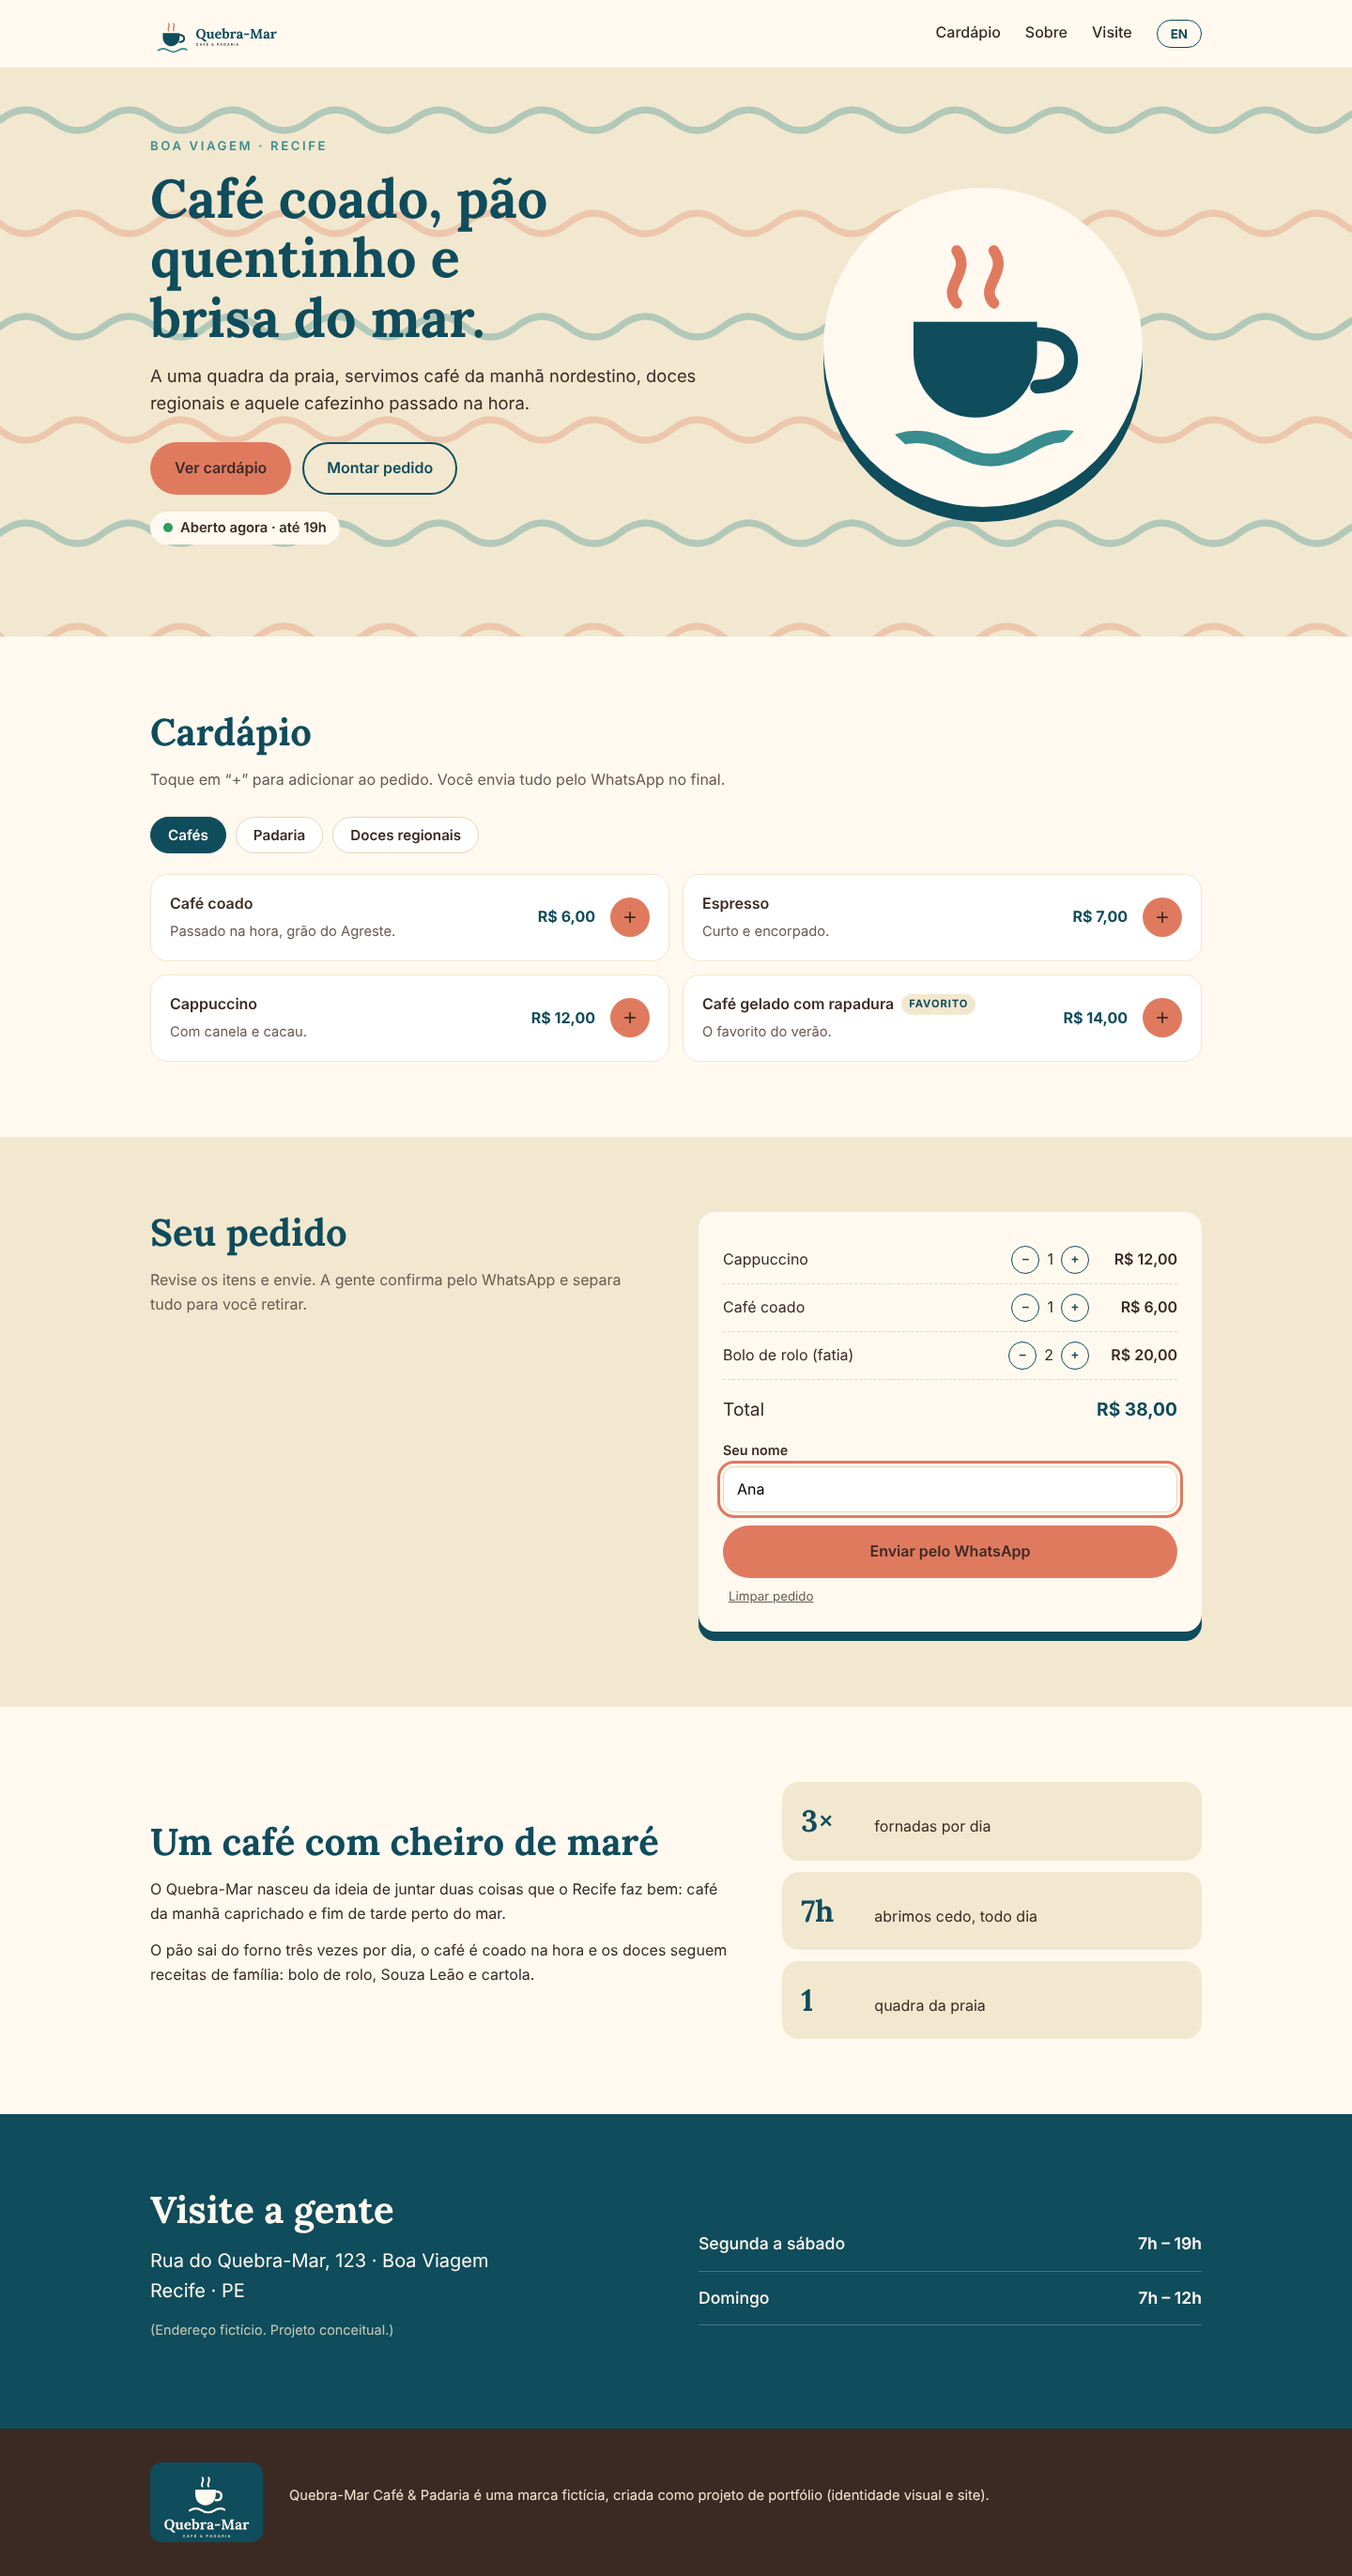 Quebra-Mar
CAFÉ & PADARIA
Cardápio Sobre Visite EN
BOA VIAGEM · RECIFE
Café coado, pão
quentinho e
brisa do mar.
A uma quadra da praia, servimos café da manhã nordestino, doces
regionais e aquele cafezinho passado na hora.
Ver cardápio Montar pedido
Aberto agora · até 19h
Cardápio
Toque em “+” para adicionar ao pedido. Você envia tudo pelo WhatsApp no final.
Cafés Padaria Doces regionais
Café coado
Passado na hora, grão do Agreste.
R$ 6,00 +
Espresso
Curto e encorpado.
R$ 7,00 +
Cappuccino
Com canela e cacau.
R$ 12,00 +
Café gelado com rapadura FAVORITO
O favorito do verão.
R$ 14,00 +
Seu pedido
Revise os itens e envie. A gente confirma pelo WhatsApp e separa
tudo para você retirar.
Cappuccino − 1 + R$ 12,00
Café coado − 1 + R$ 6,00
Bolo de rolo (fatia) − 2 + R$ 20,00
Total R$ 38,00
Seu nome
Ana
Enviar pelo WhatsApp
Limpar pedido
Um café com cheiro de maré
O Quebra-Mar nasceu da ideia de juntar duas coisas que o Recife faz bem: café
da manhã caprichado e fim de tarde perto do mar.
O pão sai do forno três vezes por dia, o café é coado na hora e os doces seguem
receitas de família: bolo de rolo, Souza Leão e cartola.
3× fornadas por dia
7h abrimos cedo, todo dia
1 quadra da praia
Visite a gente
Rua do Quebra-Mar, 123 · Boa Viagem
Recife · PE
(Endereço fictício. Projeto conceitual.)
Segunda a sábado 7h – 19h
Domingo 7h – 12h
Quebra-Mar
CAFÉ & PADARIA
Quebra-Mar Café & Padaria é uma marca fictícia, criada como projeto de portfólio (identidade visual e site).